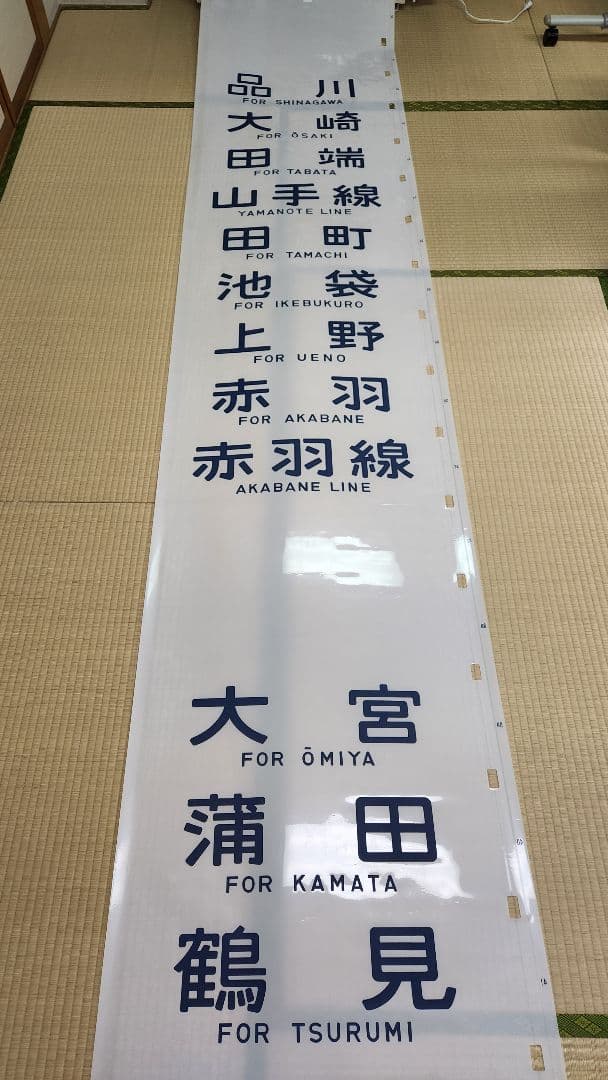 品川
FOR SHINAGAWA
大崎
FOR ŌSAKI
田端
FOR TABATA
山手線
YAMANOTE LINE
田町
FOR TAMACHI
池袋
FOR IKEBUKURO
上野
FOR UENO
赤羽
FOR AKABANE
赤羽線
AKABANE LINE
大宮
FOR ŌMIYA
蒲田
FOR KAMATA
鶴見
FOR TSURUMI